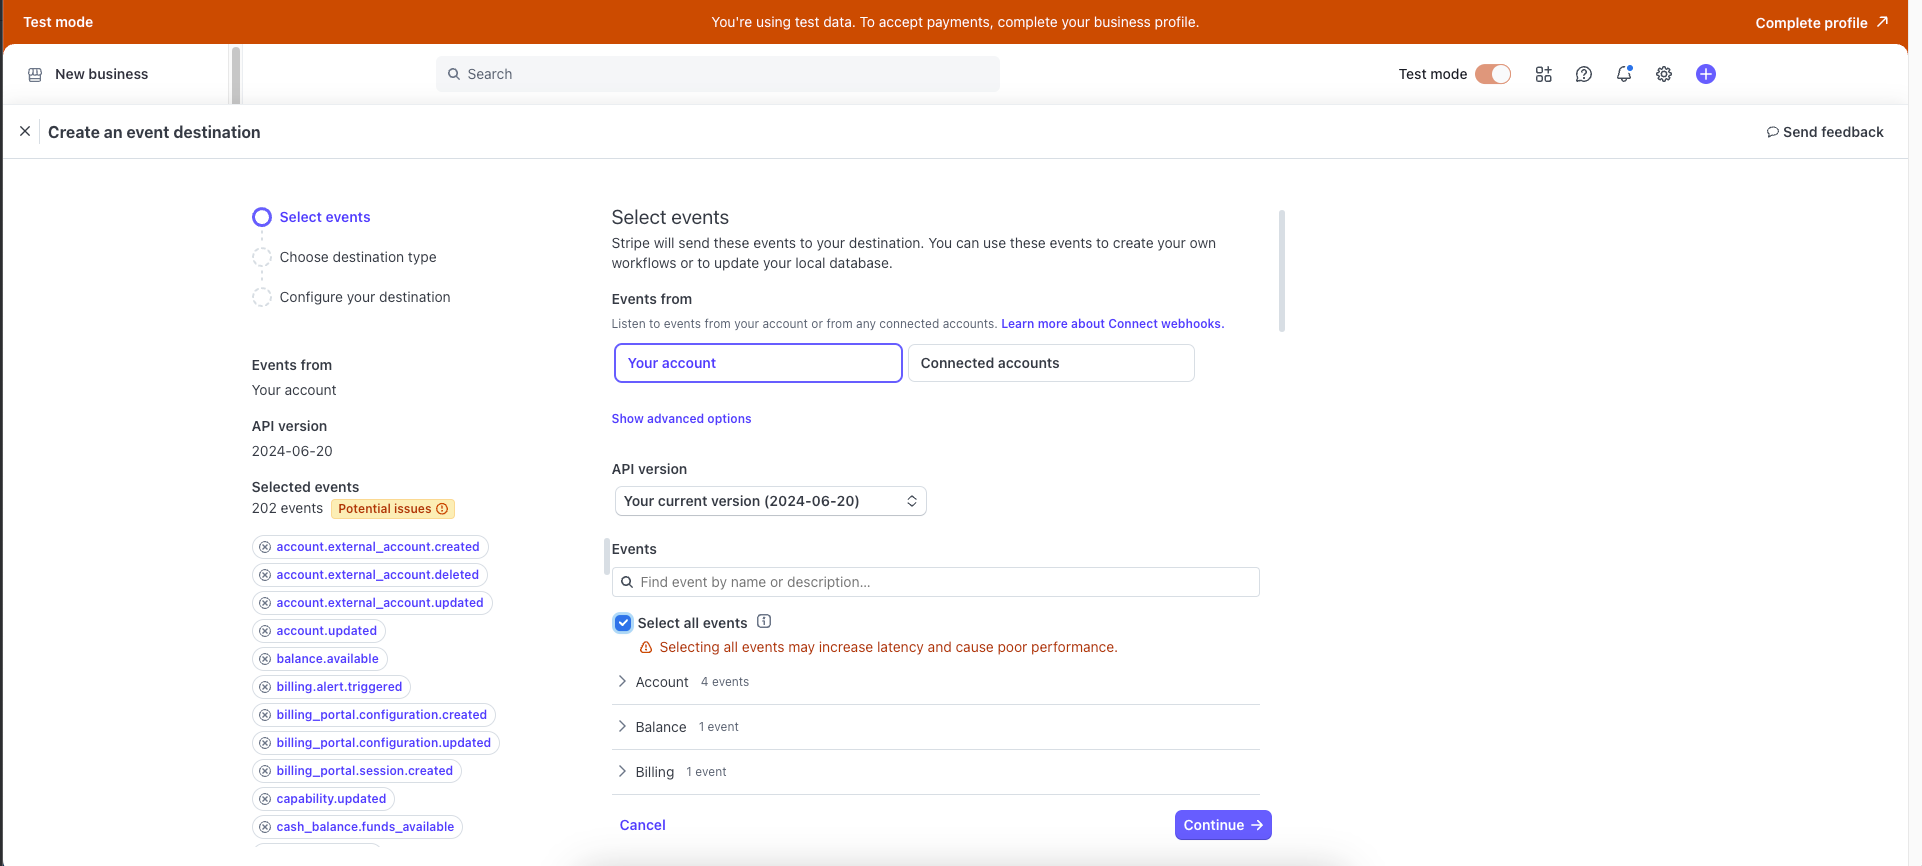 Test mode
You're using test data. To accept payments, complete your business profile.
Complete profile
New business
Search
Test mode
Create an event destination
Send feedback
Select events
Choose destination type
Configure your destination
Events from
Your account
API version
2024-06-20
Selected events
202 events Potential issues
account.external_account.created
account.external_account.deleted
account.external_account.updated
account.updated
balance.available
billing.alert.triggered
billing_portal.configuration.created
billing_portal.configuration.updated
billing_portal.session.created
capability.updated
cash_balance.funds_available
Select events
Stripe will send these events to your destination. You can use these events to create your own
workflows or to update your local database.
Events from
Listen to events from your account or from any connected accounts. Learn more about Connect webhooks.
Your account
Connected accounts
Show advanced options
API version
Your current version (2024-06-20)
Events
Find event by name or description...
Select all events
Selecting all events may increase latency and cause poor performance.
Account 4 events
Balance 1 event
Billing 1 event
Cancel
Continue